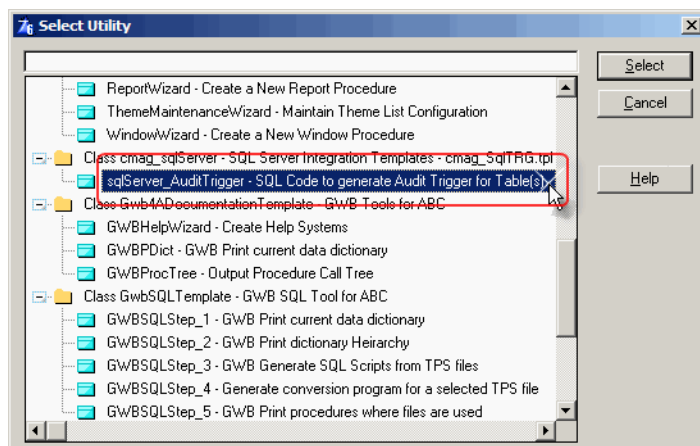 Select Utility
Select
ReportWizard - Create a New Report Procedure
ThemeMaintenanceWizard - Maintain Theme List Configuration
Cancel
WindowWizard - Create a New Window Procedure
Class cmag_sqlServer - SQL Server Integration Templates - cmag_SqlTRG.tpl
sqlServer_AuditTrigger - SQL Code to generate Audit Trigger for Table(s)
Help
Class Gwb4ADocumentationTemplate - GWB Tools for ABC
GWBHelpWizard - Create Help Systems
GWBPDict - GWB Print current data dictionary
GWBProcTree - Output Procedure Call Tree
Class GwbSQLTemplate - GWB SQL Tool for ABC
GWBSQLStep_1 - GWB Print current data dictionary
GWBSQLStep_2 - GWB Print dictionary Heirarchy
GWBSQLStep_3 - GWB Generate SQL Scripts from TPS files
GWBSQLStep_4 - Generate conversion program for a selected TPS file
GWBSQLStep_5 - GWB Print procedures where files are used